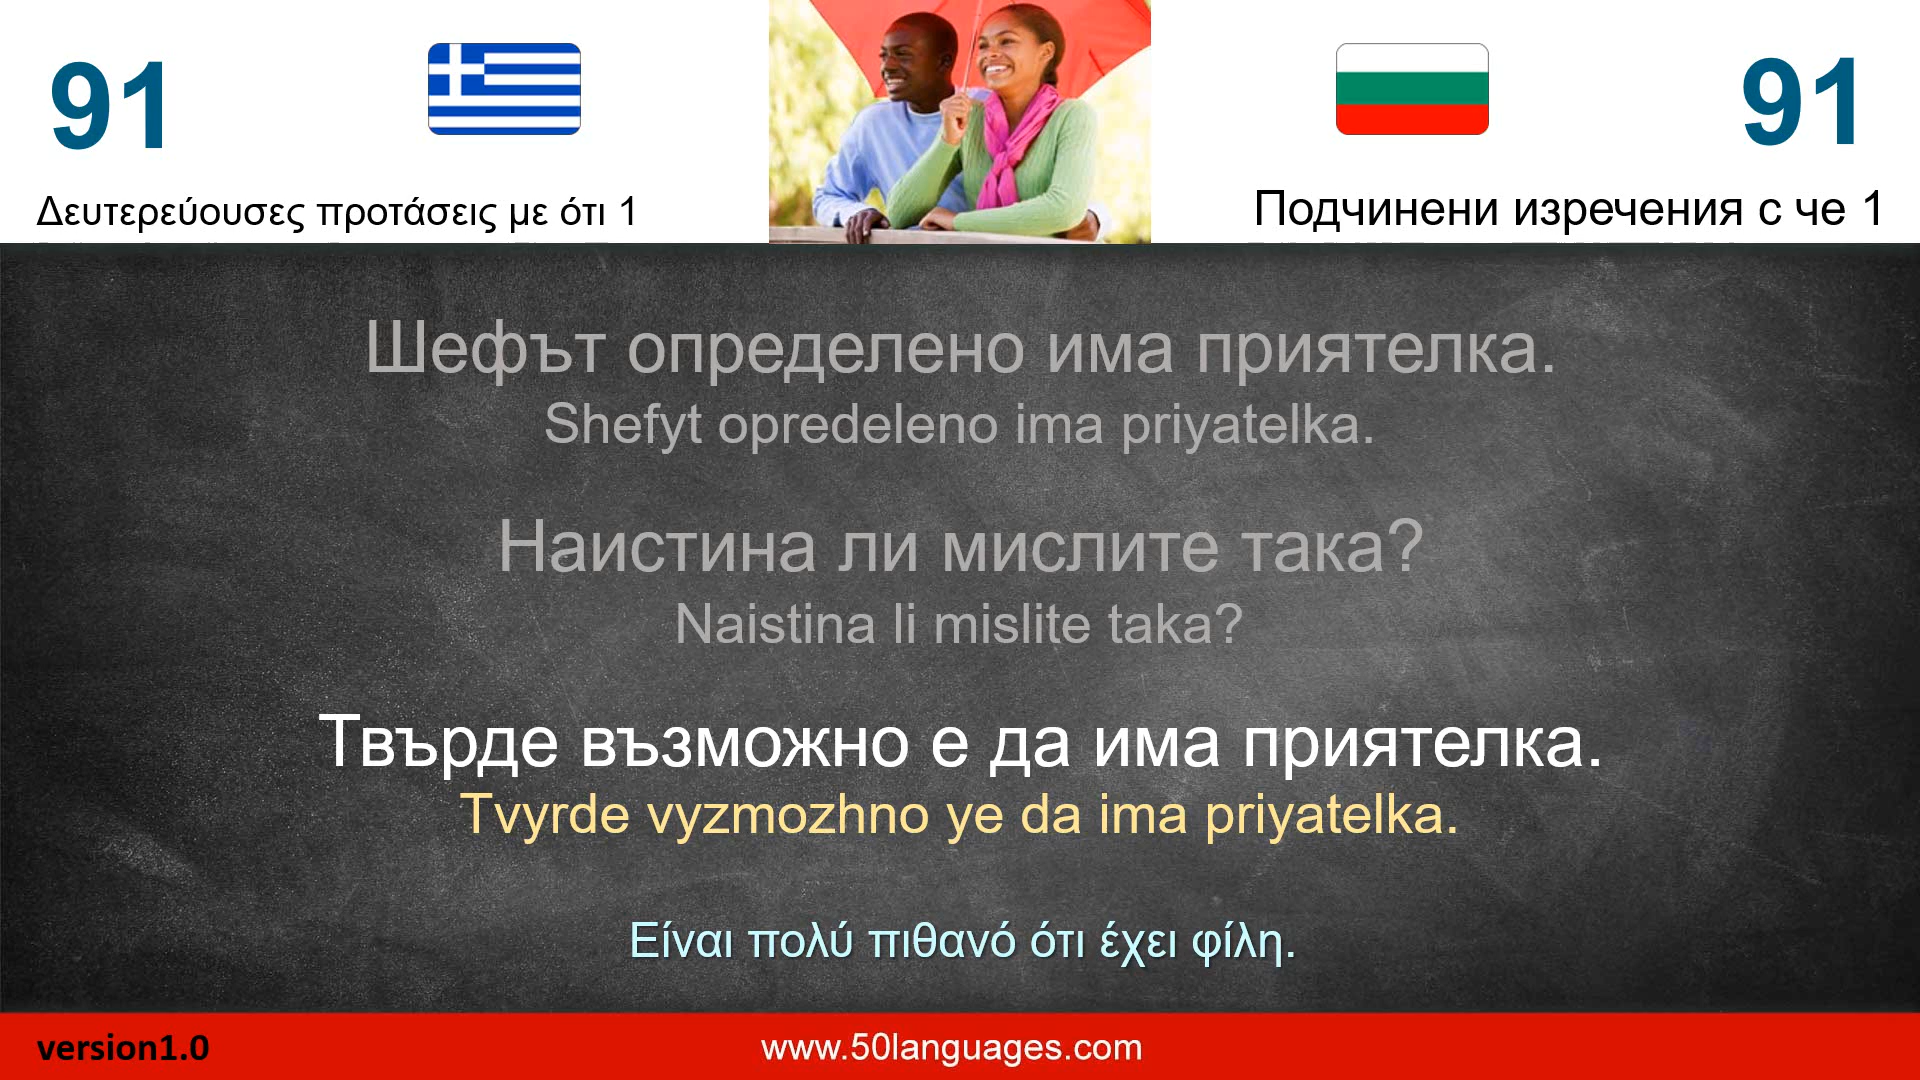 91
91
Δευτερεύουσες προτάσεις με ότι 1
Подчинени изречения с че 1
Шефът определено има приятелка.
Shefyt opredeleno ima priyatelka.
Наистина ли мислите така?
Naistina li mislite taka?
Твърде възможно е да има приятелка.
Tvyrde vyzmozhno ye da ima priyatelka.
Είναι πολύ πιθανό ότι έχει φίλη.
version1.0
www.50languages.com